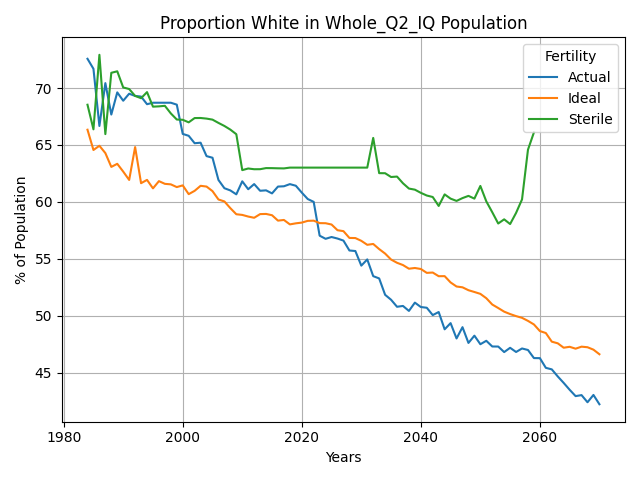 Proportion White in Whole_Q2_IQ Population
Fertility
Actual
Ideal
Sterile
% of Population
70
65
60
55
50
45
1980
2000
2020
2040
2060
Years